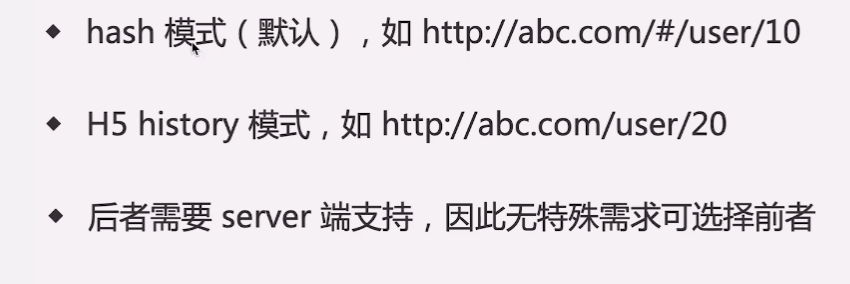 ◆ hash 模式（默认），如 http://abc.com/#/user/10
◆ H5 history 模式，如 http://abc.com/user/20
◆ 后者需要 server 端支持，因此无特殊需求可选择前者